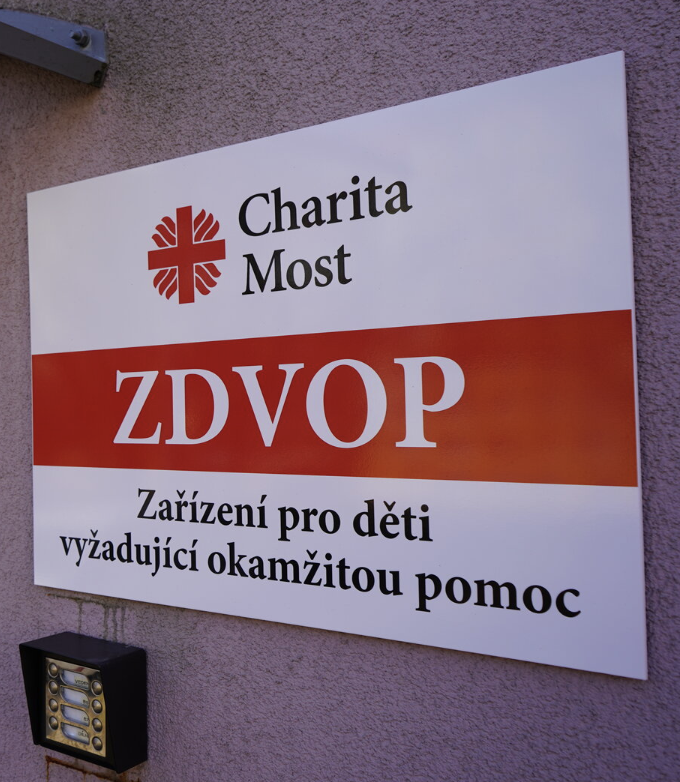 Charita
Most
ZDVOP
Zařízení pro děti
vyžadující okamžitou pomoc